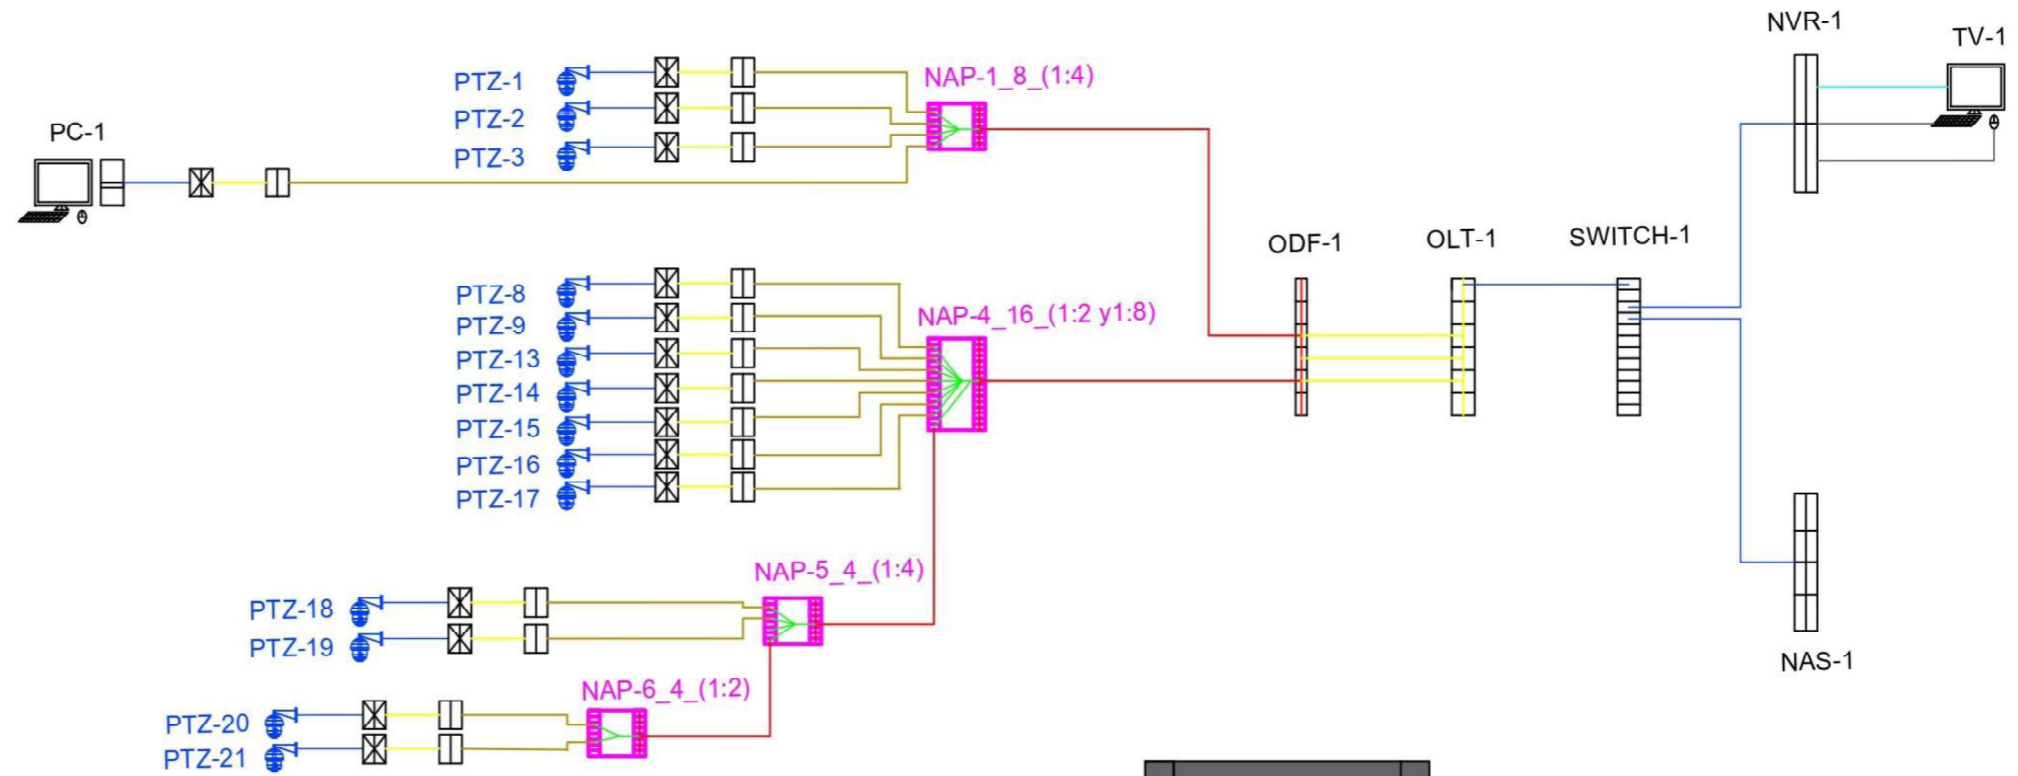 NVR-1
TV-1
PTZ-1
NAP-1_8_(1:4)
PTZ-2
PC-1
PTZ-3
ODF-1
OLT-1
SWITCH-1
PTZ-8
NAP-4_16_(1:2 y1:8)
PTZ-9
PTZ-13
PTZ-14
PTZ-15
PTZ-16
PTZ-17
NAP-5_4_(1:4)
PTZ-18
PTZ-19
NAS-1
NAP-6_4_(1:2)
PTZ-20
PTZ-21